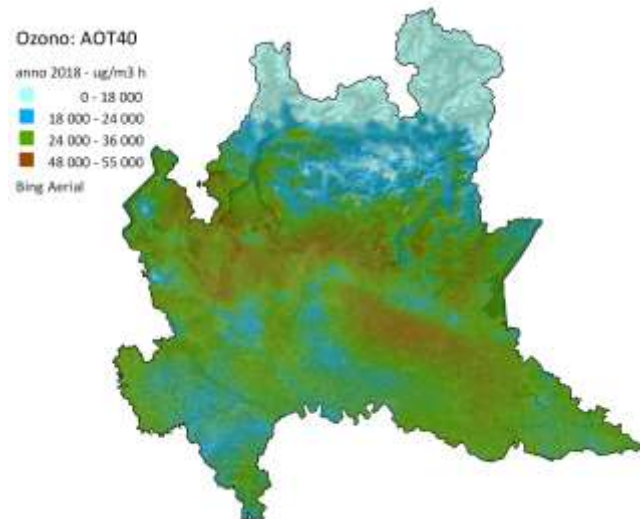 Ozono: AOT40
anno 2018 - ug/m3 h
0 - 18 000
18 000 - 24 000
24 000 - 36 000
48 000 - 55 000
Bing Aerial